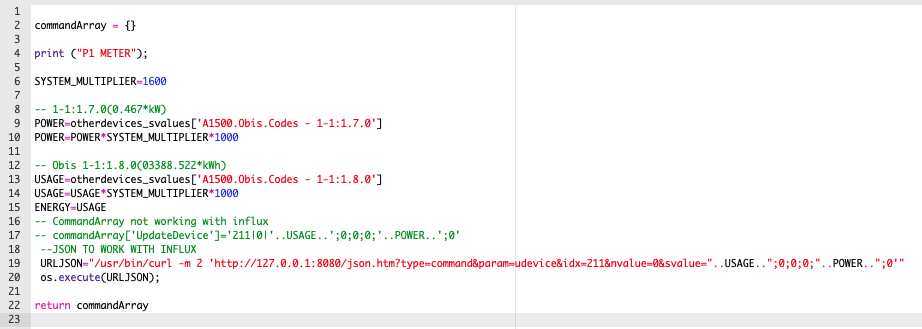 1
2 commandArray = {}
3
4 print ("P1 METER");
5
6 SYSTEM_MULTIPLIER=1600
7
8 -- 1-1:1.7.0(0.467*kW)
9 POWER=otherdevices_svalues['A1500.Obis.Codes - 1-1:1.7.0']
10 POWER=POWER*SYSTEM_MULTIPLIER*1000
11
12 -- Obis 1-1:1.8.0(03388.522*kWh)
13 USAGE=otherdevices_svalues['A1500.Obis.Codes - 1-1:1.8.0']
14 USAGE=USAGE*SYSTEM_MULTIPLIER*1000
15 ENERGY=USAGE
16 -- CommandArray not working with influx
17 -- commandArray['UpdateDevice']='211|0|'..USAGE..';0;0;0;'..POWER..';0'
18 --JSON TO WORK WITH INFLUX
19 URLJSON="/usr/bin/curl -m 2 'http://127.0.0.1:8080/json.htm?type=command&param=udevice&idx=211&nvalue=0&svalue="..USAGE..";0;0;0;"..POWER..";0'"
20 os.execute(URLJSON);
21
22 return commandArray
23